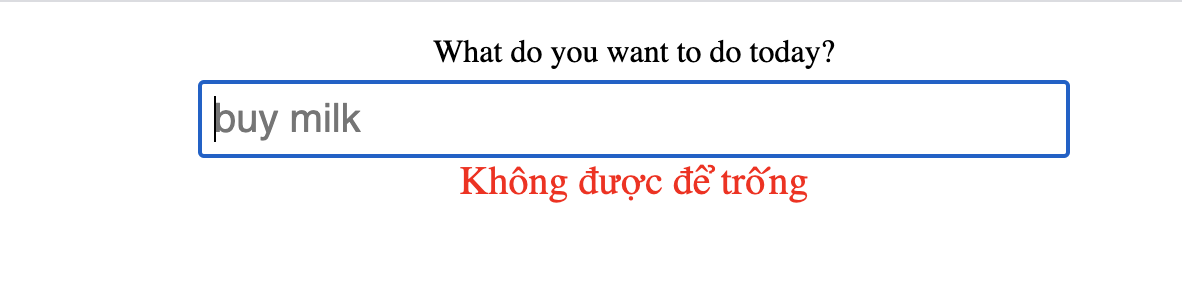 What do you want to do today?
buy milk
Không được để trống